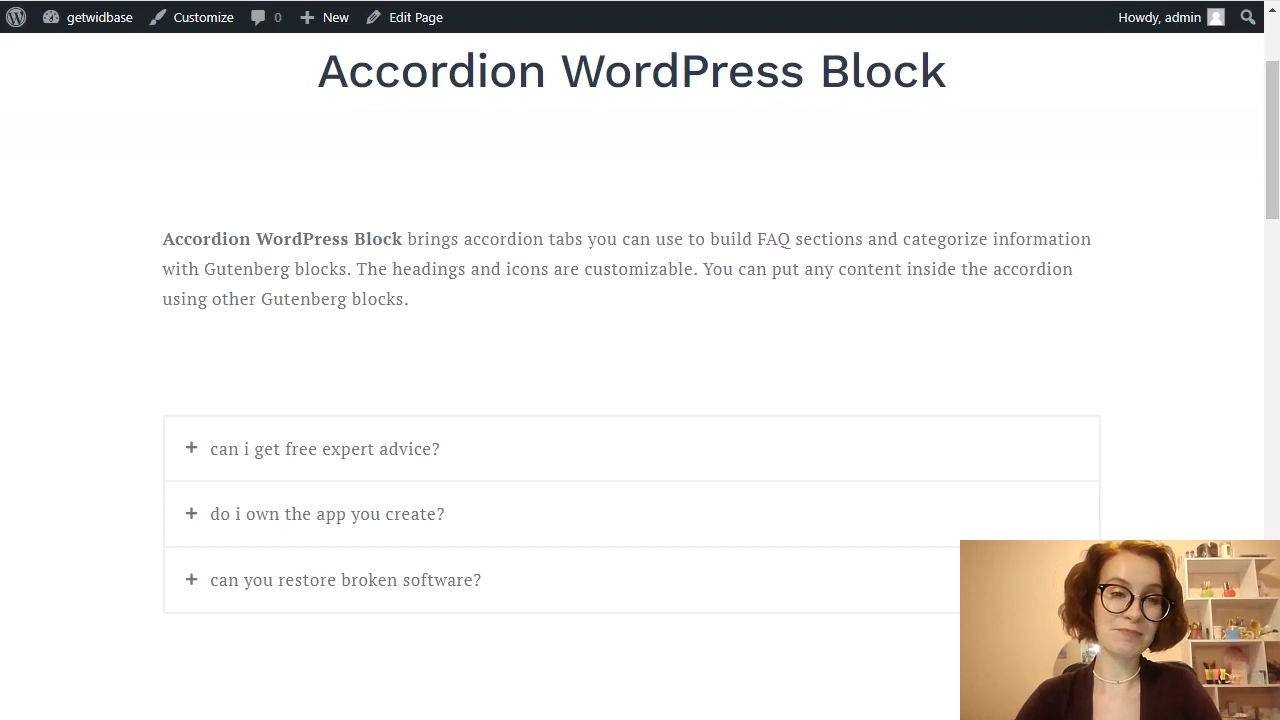 getwidbase Customize 0 New Edit Page Howdy, admin
Accordion WordPress Block
Accordion WordPress Block brings accordion tabs you can use to build FAQ sections and categorize information
with Gutenberg blocks. The headings and icons are customizable. You can put any content inside the accordion
using other Gutenberg blocks.
+ can i get free expert advice?
+ do i own the app you create?
+ can you restore broken software?